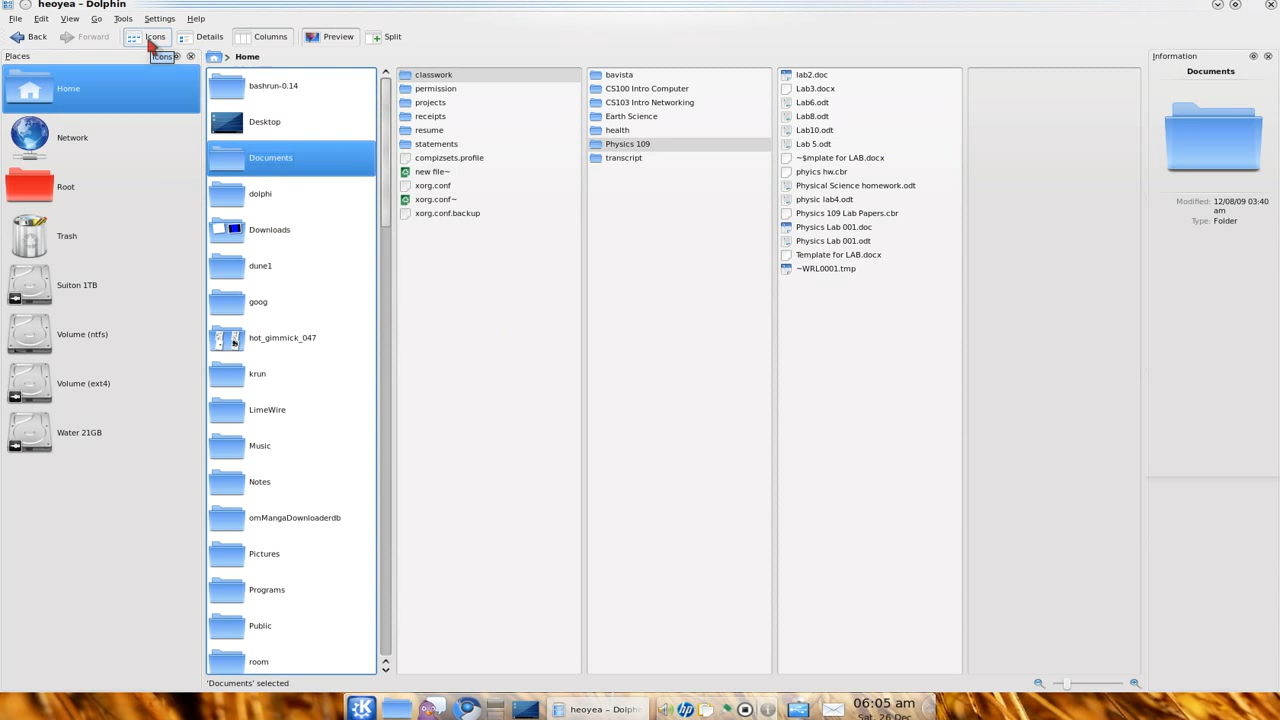 heoyea – Dolphin
File Edit View Go Tools Settings Help
Back Forward Icons Details Columns Preview Split
Places
Icons
Home
Network
Root
Trash
Suiton 1TB
Volume (ntfs)
Volume (ext4)
Water 21GB
Home
bashrun-0.14
Desktop
Documents
dolphi
Downloads
dune1
goog
hot_gimmick_047
krun
LimeWire
Music
Notes
omMangaDownloaderdb
Pictures
Programs
Public
room
classwork
permission
projects
receipts
resume
statements
compizsets.profile
new file~
xorg.conf
xorg.conf~
xorg.conf.backup
bavista
CS100 Intro Computer
CS103 Intro Networking
Earth Science
health
Physics 109
transcript
lab2.doc
Lab3.docx
Lab6.odt
Lab8.odt
Lab10.odt
Lab 5.odt
~$mplate for LAB.docx
phyics hw.cbr
Physical Science homework.odt
physic lab4.odt
Physics 109 Lab Papers.cbr
Physics Lab 001.doc
Physics Lab 001.odt
Template for LAB.docx
~WRL0001.tmp
Information
Documents
Modified: 12/08/09 03:40 am
Type: Folder
'Documents' selected
heoyea – Dolph
06:05 am
Sat, 26 Dec